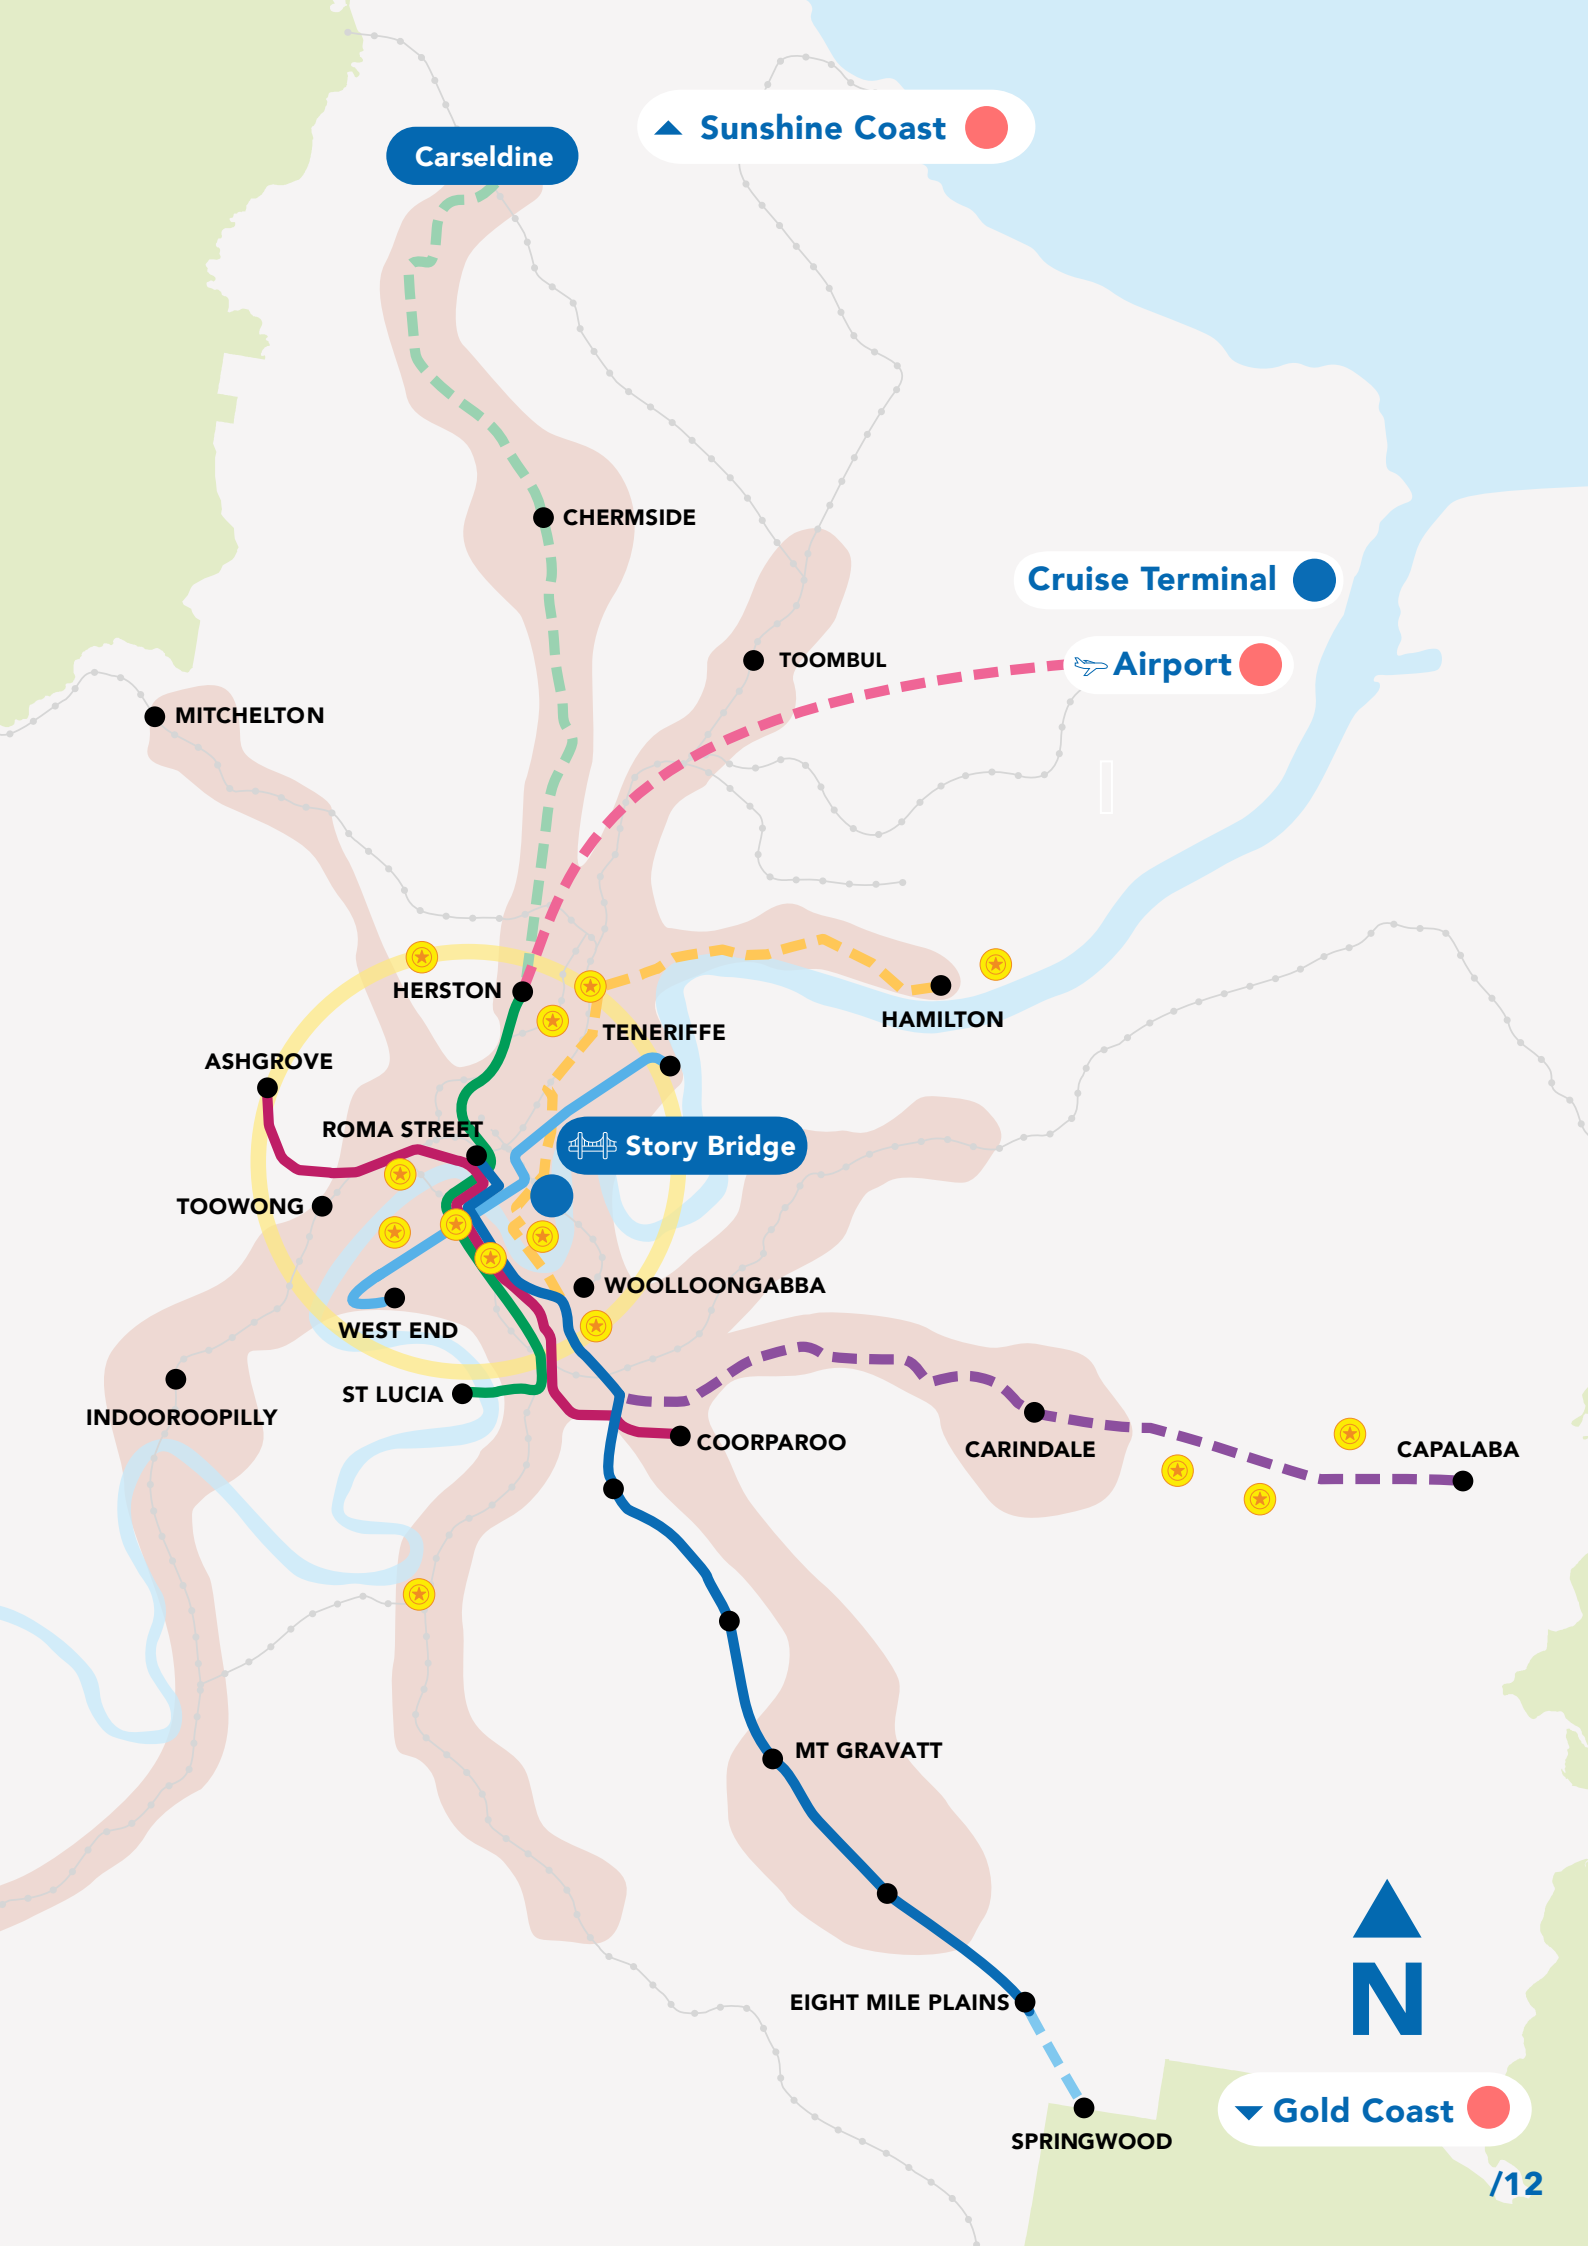 Sunshine Coast
Carseldine
CHERMSIDE
Cruise Terminal
Airport
TOOMBUL
MITCHELTON
HERSTON
HAMILTON
TENERIFFE
ASHGROVE
ROMA STREET
Story Bridge
TOOWONG
WOOLLOONGABBA
WEST END
ST LUCIA
INDOOROOPILLY
COORPAROO
CARINDALE
CAPALABA
MT GRAVATT
EIGHT MILE PLAINS
N
Gold Coast
SPRINGWOOD
/12